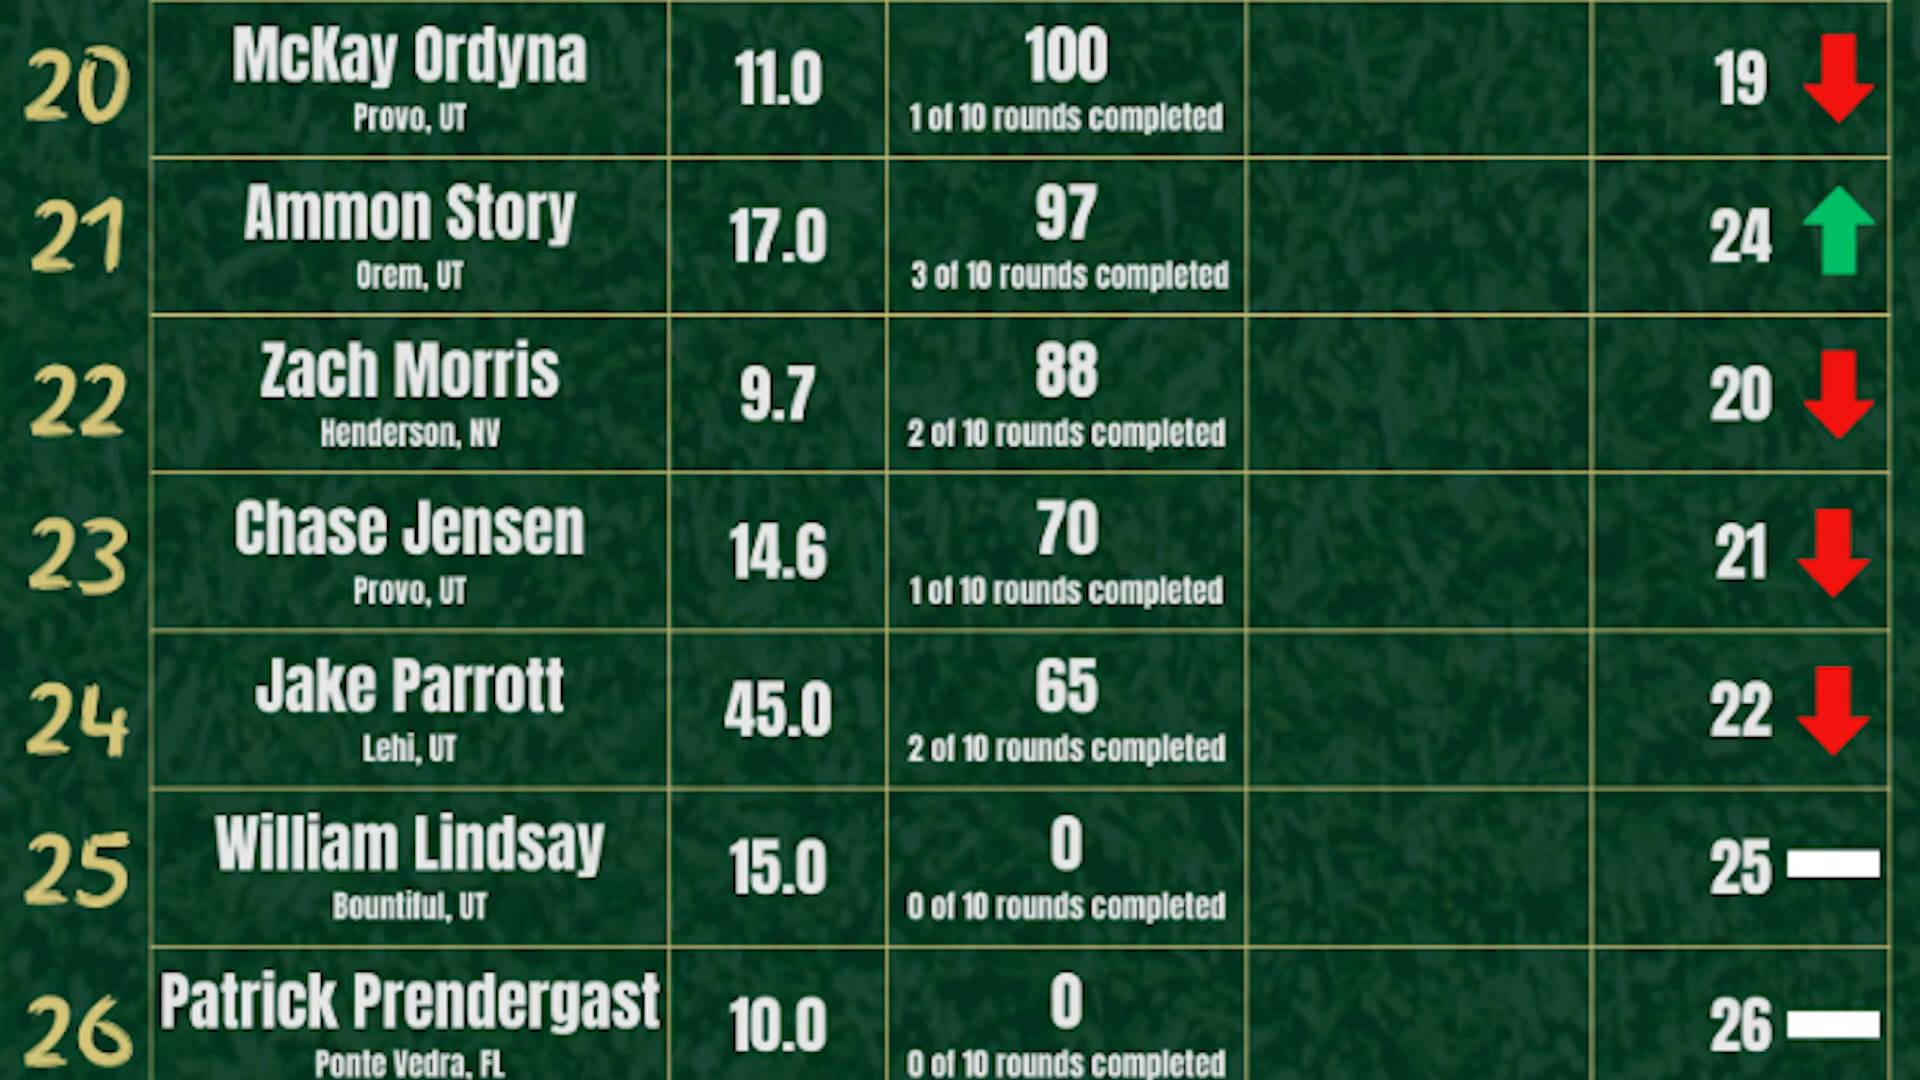 20
McKay Ordyna
Provo, UT
11.0
100
1 of 10 rounds completed
19
21
Ammon Story
Orem, UT
17.0
97
3 of 10 rounds completed
24
22
Zach Morris
Henderson, NV
9.7
88
2 of 10 rounds completed
20
23
Chase Jensen
Provo, UT
14.6
70
1 of 10 rounds completed
21
24
Jake Parrott
Lehi, UT
45.0
65
2 of 10 rounds completed
22
25
William Lindsay
Bountiful, UT
15.0
0
0 of 10 rounds completed
25
26
Patrick Prendergast
Ponte Vedra, FL
10.0
0
0 of 10 rounds completed
26